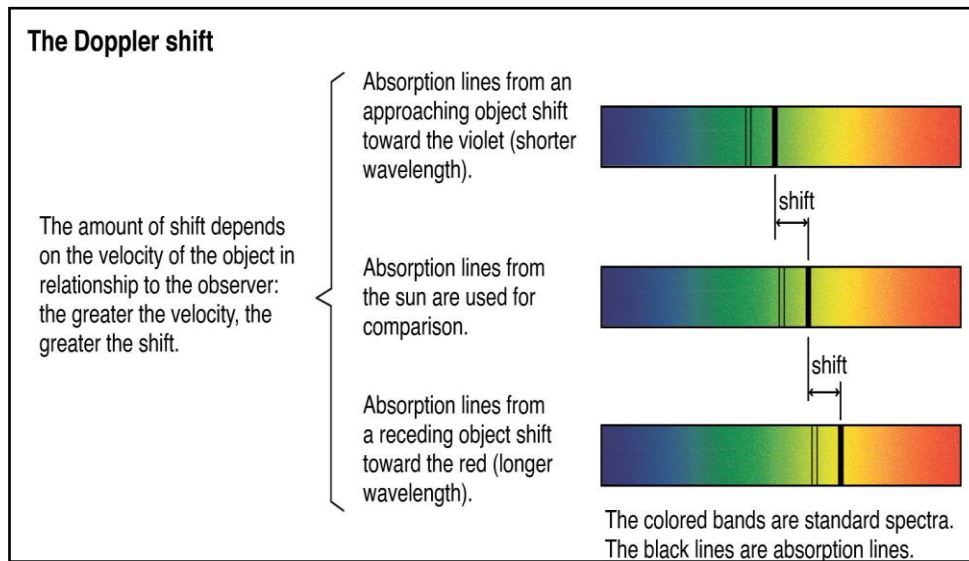 The Doppler shift
The amount of shift depends
on the velocity of the object in
relationship to the observer:
the greater the velocity, the
greater the shift.
Absorption lines from an
approaching object shift
toward the violet (shorter
wavelength).
shift
Absorption lines from
the sun are used for
comparison.
shift
Absorption lines from
a receding object shift
toward the red (longer
wavelength).
The colored bands are standard spectra.
The black lines are absorption lines.